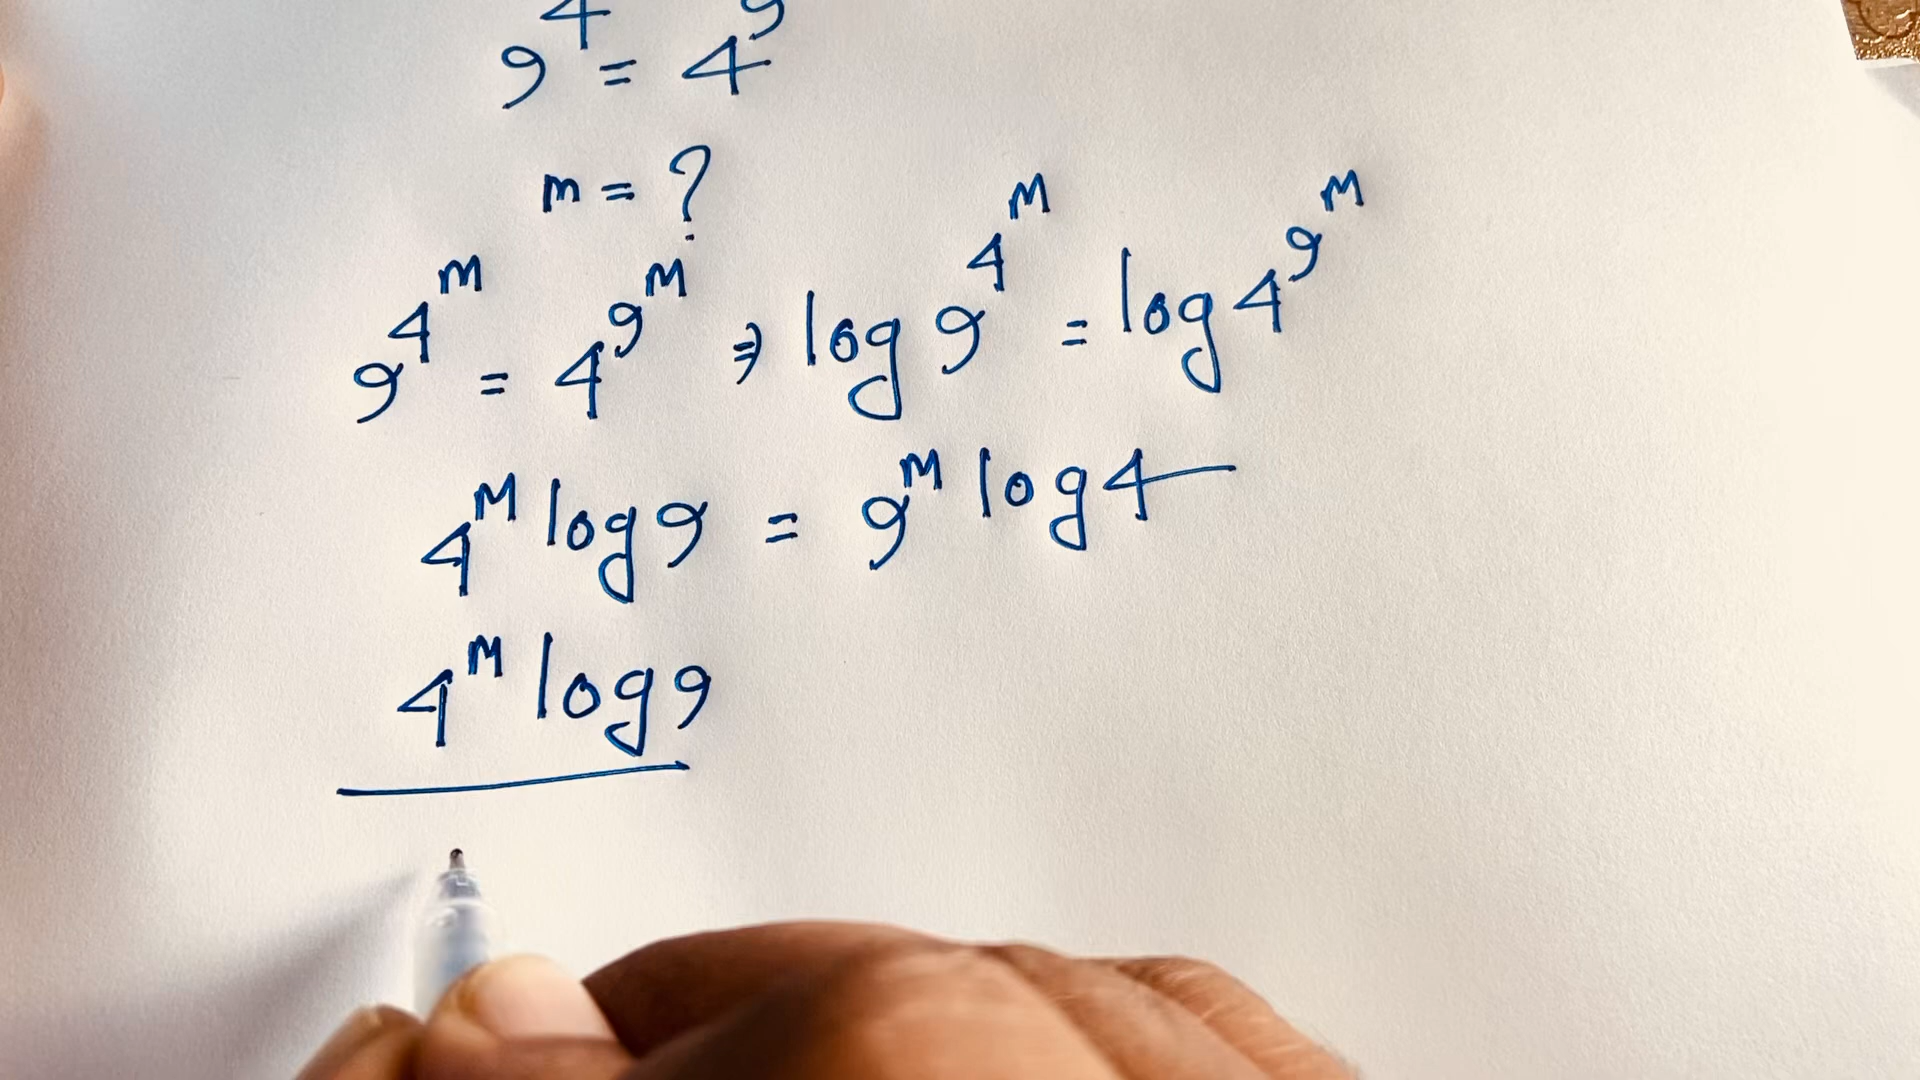 9^4 = 4^9
m = ?
9^4^m = 4^9^m ⇒ log 9^4^m = log 4^9^m
4^m log 9 = 9^m log 4
4^m log 9